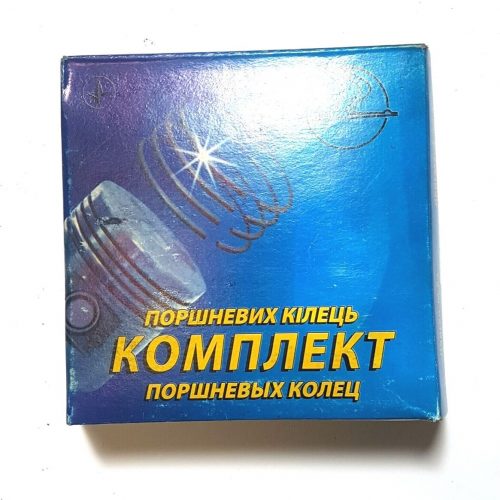 ПОРШНЕВИХ КІЛЕЦЬ
КОМПЛЕКТ
ПОРШНЕВЫХ КОЛЕЦ